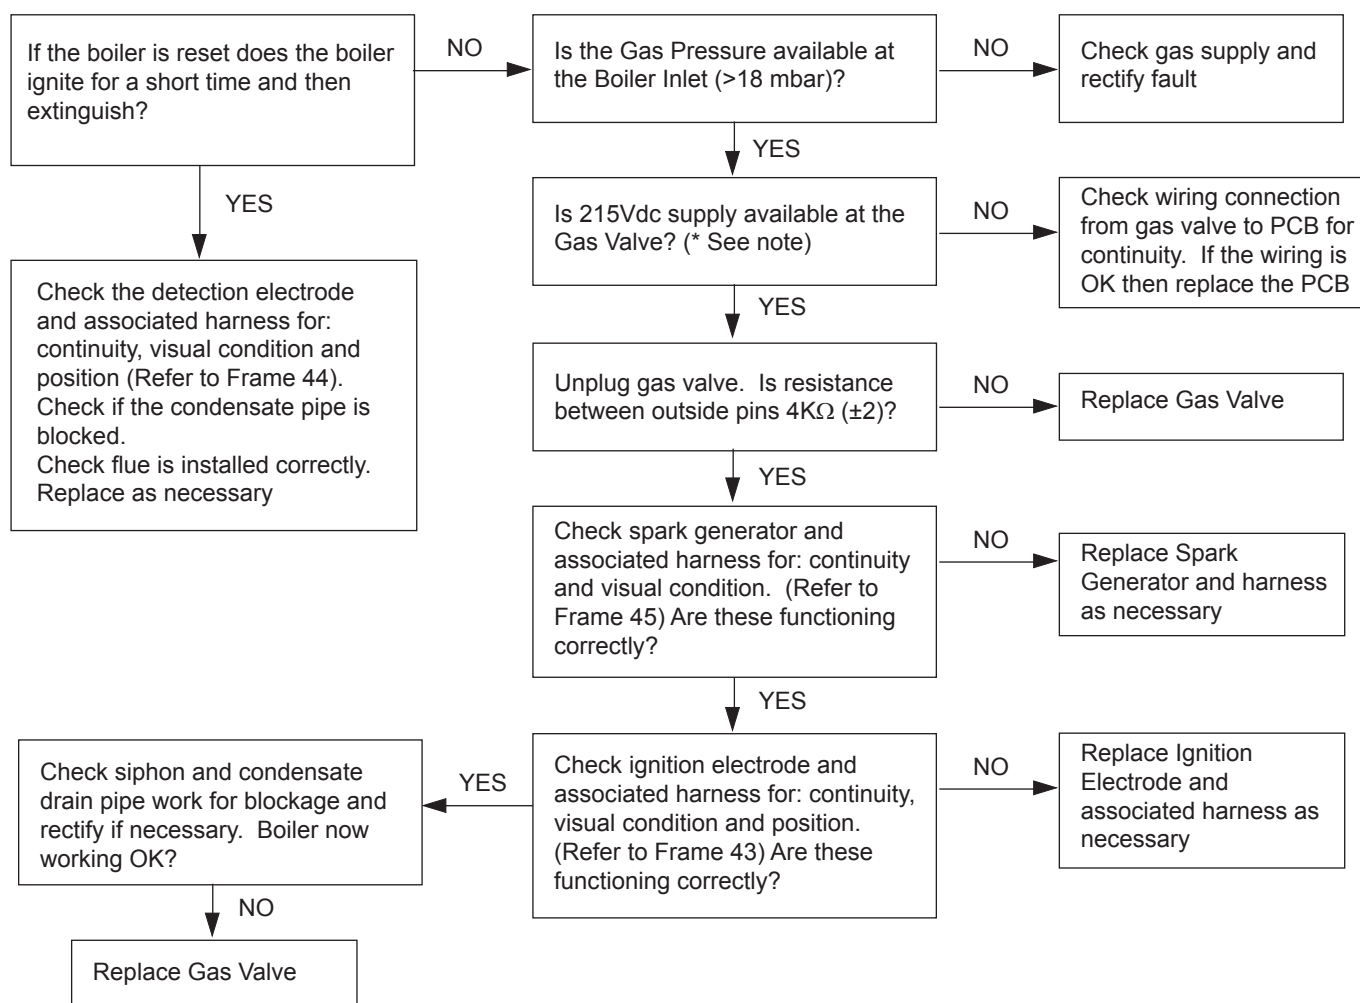 If the boiler is reset does the boiler
ignite for a short time and then
extinguish?
NO
Is the Gas Pressure available at
the Boiler Inlet (>18 mbar)?
NO
Check gas supply and
rectify fault
YES
YES
Is 215Vdc supply available at the
Gas Valve? (* See note)
NO
Check wiring connection
from gas valve to PCB for
continuity.  If the wiring is
OK then replace the PCB
Check the detection electrode
and associated harness for:
continuity, visual condition and
position (Refer to Frame 44).
Check if the condensate pipe is
blocked.
Check flue is installed correctly.
Replace as necessary
YES
Unplug gas valve.  Is resistance
between outside pins 4KΩ (±2)?
NO
Replace Gas Valve
YES
Check spark generator and
associated harness for: continuity
and visual condition.  (Refer to
Frame 45) Are these functioning
correctly?
NO
Replace Spark
Generator and harness
as necessary
YES
Check ignition electrode and
associated harness for: continuity,
visual condition and position.
(Refer to Frame 43) Are these
functioning correctly?
NO
Replace Ignition
Electrode and
associated harness as
necessary
YES
Check siphon and condensate
drain pipe work for blockage and
rectify if necessary.  Boiler now
working OK?
NO
Replace Gas Valve